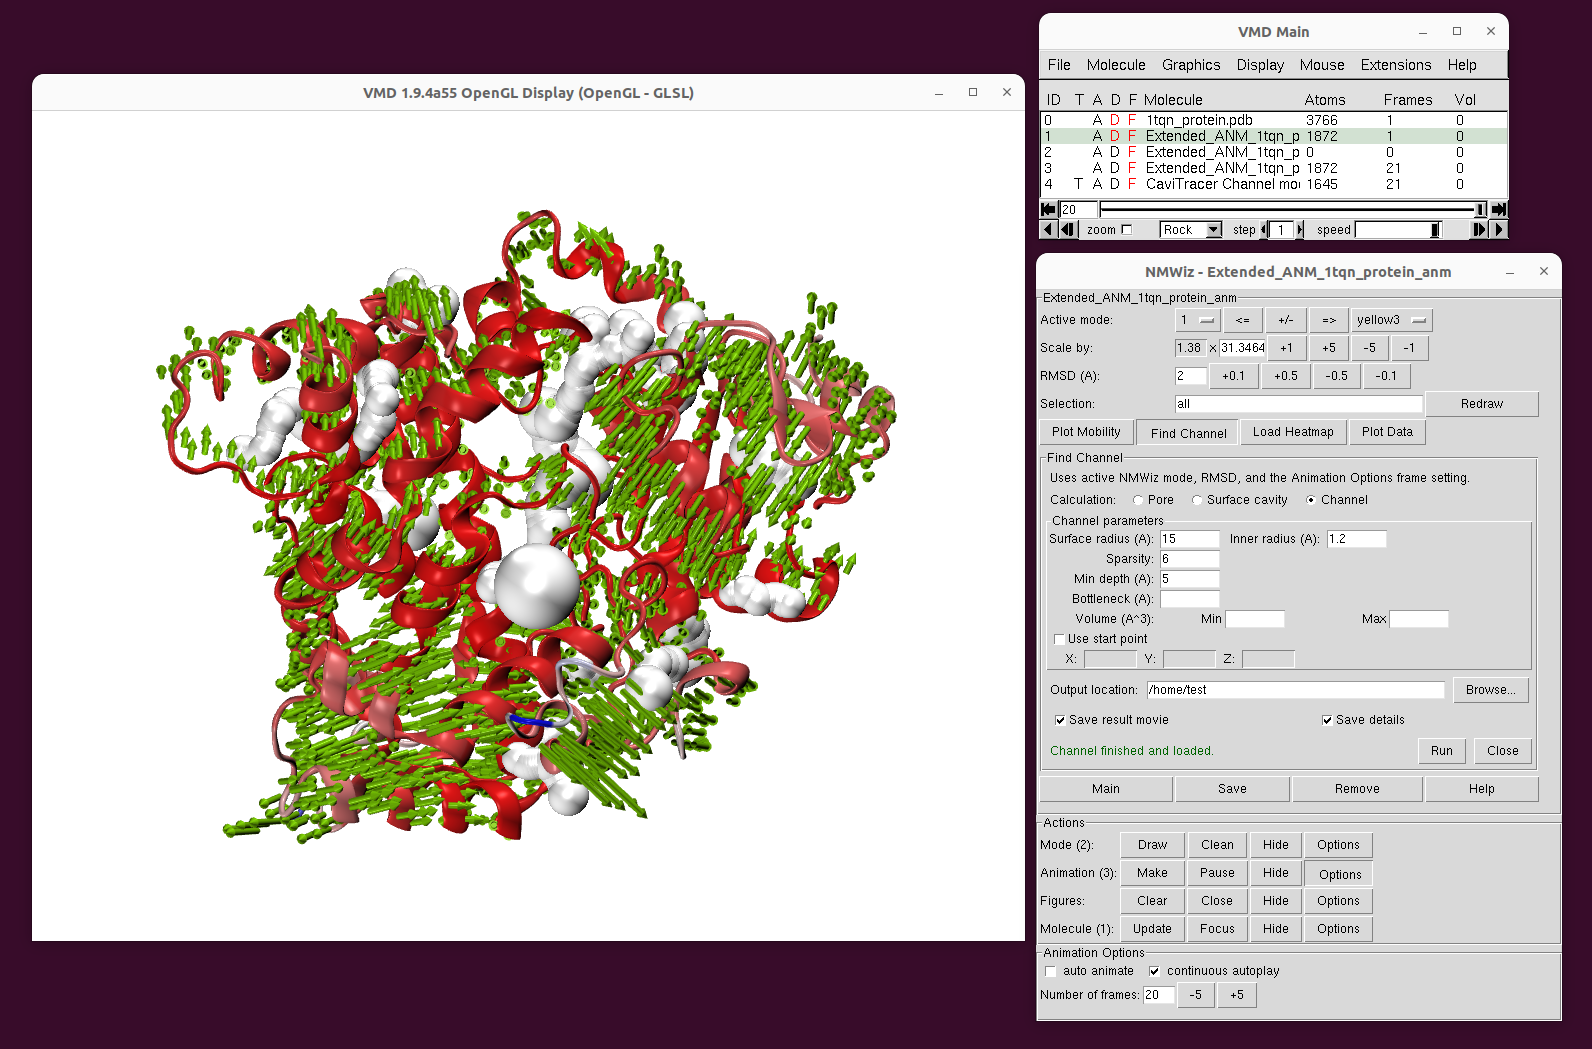 VMD 1.9.4a55 OpenGL Display (OpenGL - GLSL)
VMD Main
File Molecule Graphics Display Mouse Extensions Help
ID T A D F Molecule Atoms Frames Vol
0 A D F 1tqn_protein.pdb 3766 1 0
1 A D F Extended_ANM_1tqn_p 1872 1 0
2 A D F Extended_ANM_1tqn_p 0 0 0
3 A D F Extended_ANM_1tqn_p 1872 21 0
4 T A D F CaviTracer Channel mo 1645 21 0
20
zoom Rock step 1 speed
NMWiz - Extended_ANM_1tqn_protein_anm
Extended_ANM_1tqn_protein_anm
Active mode: 1 <= +/- => yellow3
Scale by: 1.38 x 31.3464 +1 +5 -5 -1
RMSD (A): 2 +0.1 +0.5 -0.5 -0.1
Selection: all Redraw
Plot Mobility Find Channel Load Heatmap Plot Data
Find Channel
Uses active NMWiz mode, RMSD, and the Animation Options frame setting.
Calculation: Pore Surface cavity Channel
Channel parameters
Surface radius (A): 15 Inner radius (A): 1.2
Sparsity: 6
Min depth (A): 5
Bottleneck (A):
Volume (A^3): Min Max
Use start point
X: Y: Z:
Output location: /home/test Browse...
Save result movie Save details
Channel finished and loaded. Run Close
Main Save Remove Help
Actions
Mode (2): Draw Clean Hide Options
Animation (3): Make Pause Hide Options
Figures: Clear Close Hide Options
Molecule (1): Update Focus Hide Options
Animation Options
auto animate continuous autoplay
Number of frames: 20 -5 +5